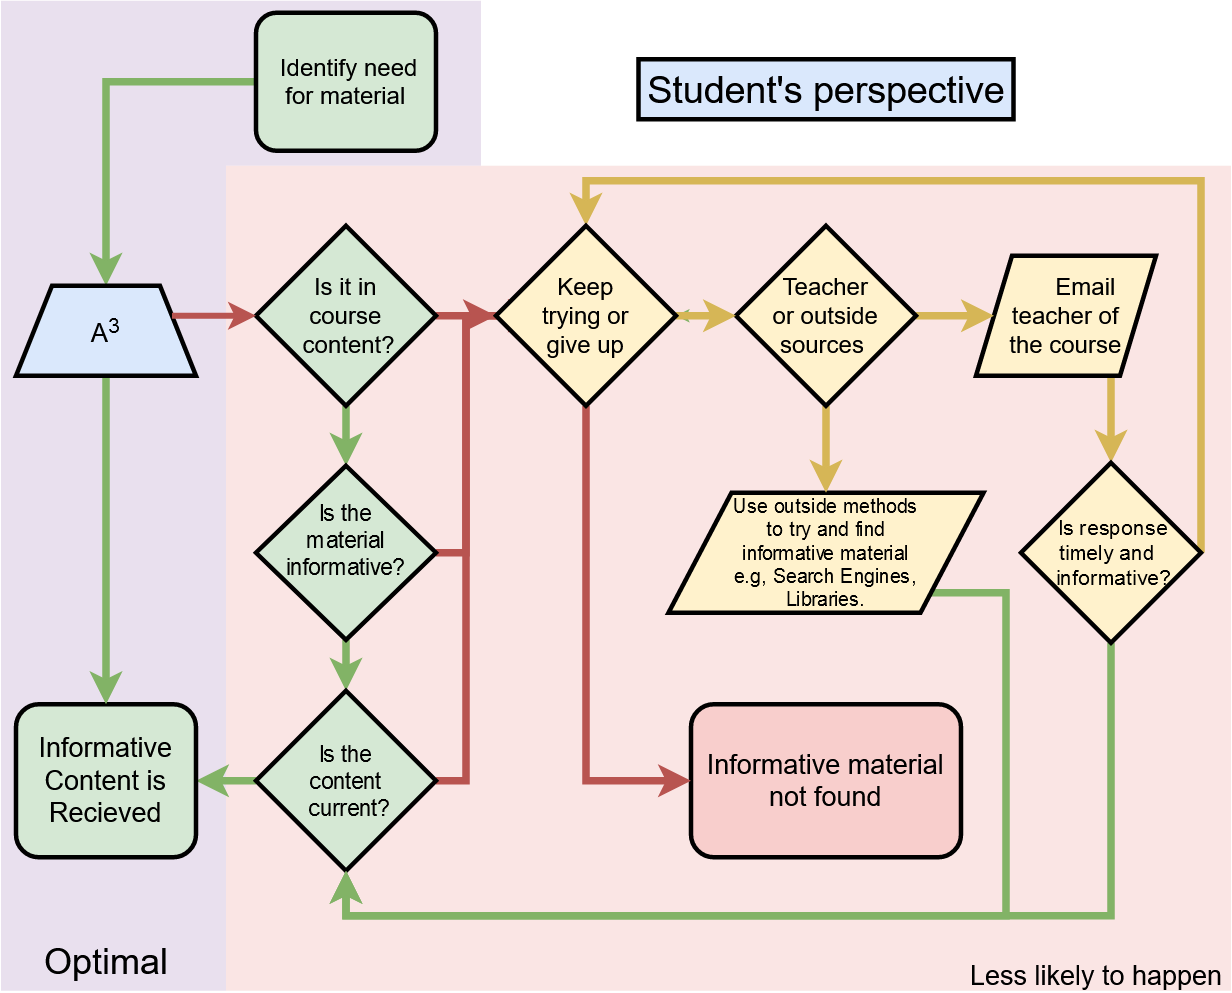 Identify need
for material
Student's perspective
A³
Is it in
course
content?
Keep
trying or
give up
Teacher
or outside
sources
Email
teacher of
the course
Is the
material
informative?
Use outside methods
to try and find
informative material
e.g, Search Engines,
Libraries.
Is response
timely and
informative?
Informative
Content is
Recieved
Is the
content
current?
Informative material
not found
Optimal
Less likely to happen